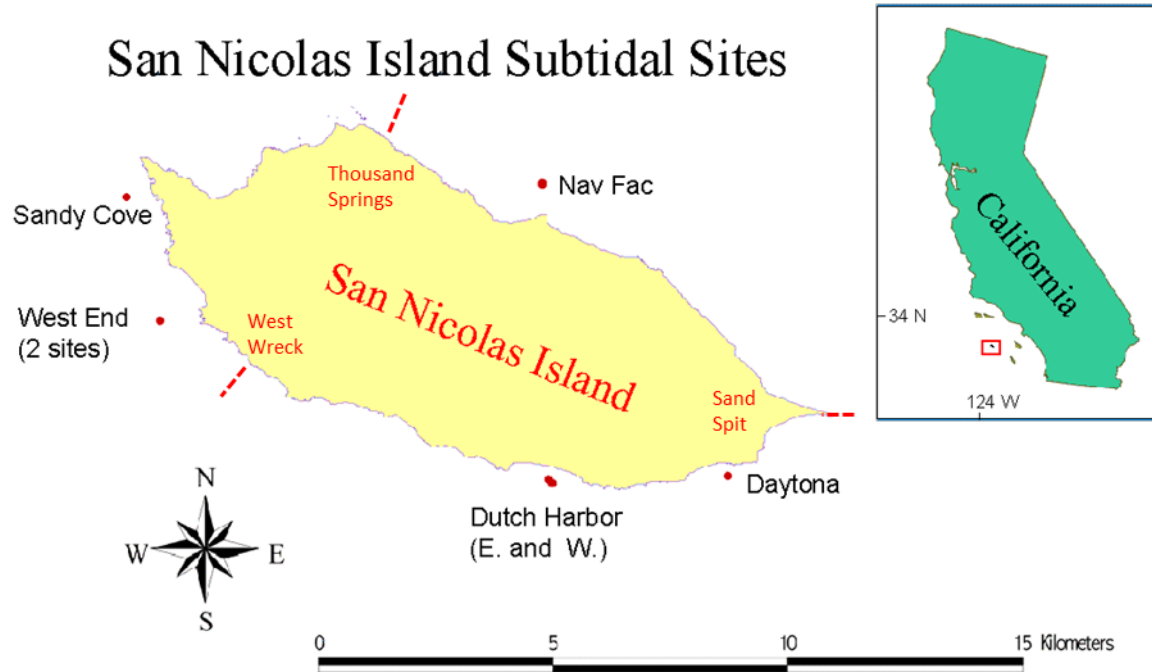 San Nicolas Island Subtidal Sites
Thousand
Springs
Nav Fac
Sandy Cove
San Nicolas Island
West End
(2 sites)
West
Wreck
Sand
Spit
Daytona
Dutch Harbor
(E. and W.)
N
W
E
S
0
5
10
15 Kilometers
California
34 N
124 W